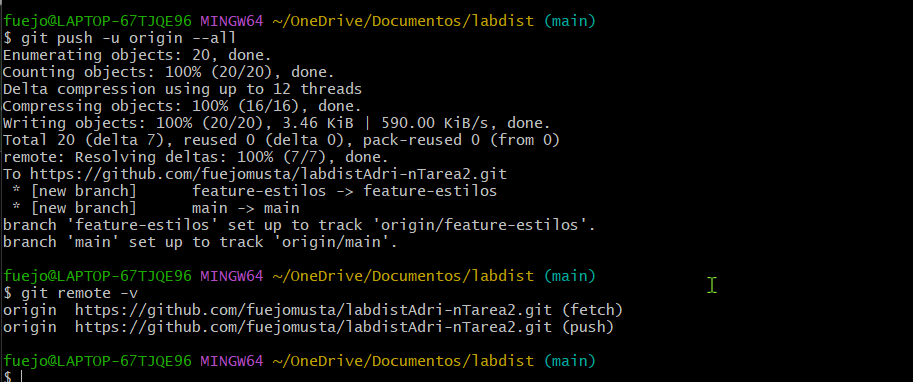 fuejo@LAPTOP-67TJQE96 MINGW64 ~/OneDrive/Documentos/labdist (main)
$ git push -u origin --all
Enumerating objects: 20, done.
Counting objects: 100% (20/20), done.
Delta compression using up to 12 threads
Compressing objects: 100% (16/16), done.
Writing objects: 100% (20/20), 3.46 KiB | 590.00 KiB/s, done.
Total 20 (delta 7), reused 0 (delta 0), pack-reused 0 (from 0)
remote: Resolving deltas: 100% (7/7), done.
To https://github.com/fuejomusta/labdistAdri-nTarea2.git
 * [new branch]      feature-estilos -> feature-estilos
 * [new branch]      main -> main
branch 'feature-estilos' set up to track 'origin/feature-estilos'.
branch 'main' set up to track 'origin/main'.
fuejo@LAPTOP-67TJQE96 MINGW64 ~/OneDrive/Documentos/labdist (main)
$ git remote -v
origin  https://github.com/fuejomusta/labdistAdri-nTarea2.git (fetch)
origin  https://github.com/fuejomusta/labdistAdri-nTarea2.git (push)
fuejo@LAPTOP-67TJQE96 MINGW64 ~/OneDrive/Documentos/labdist (main)
$